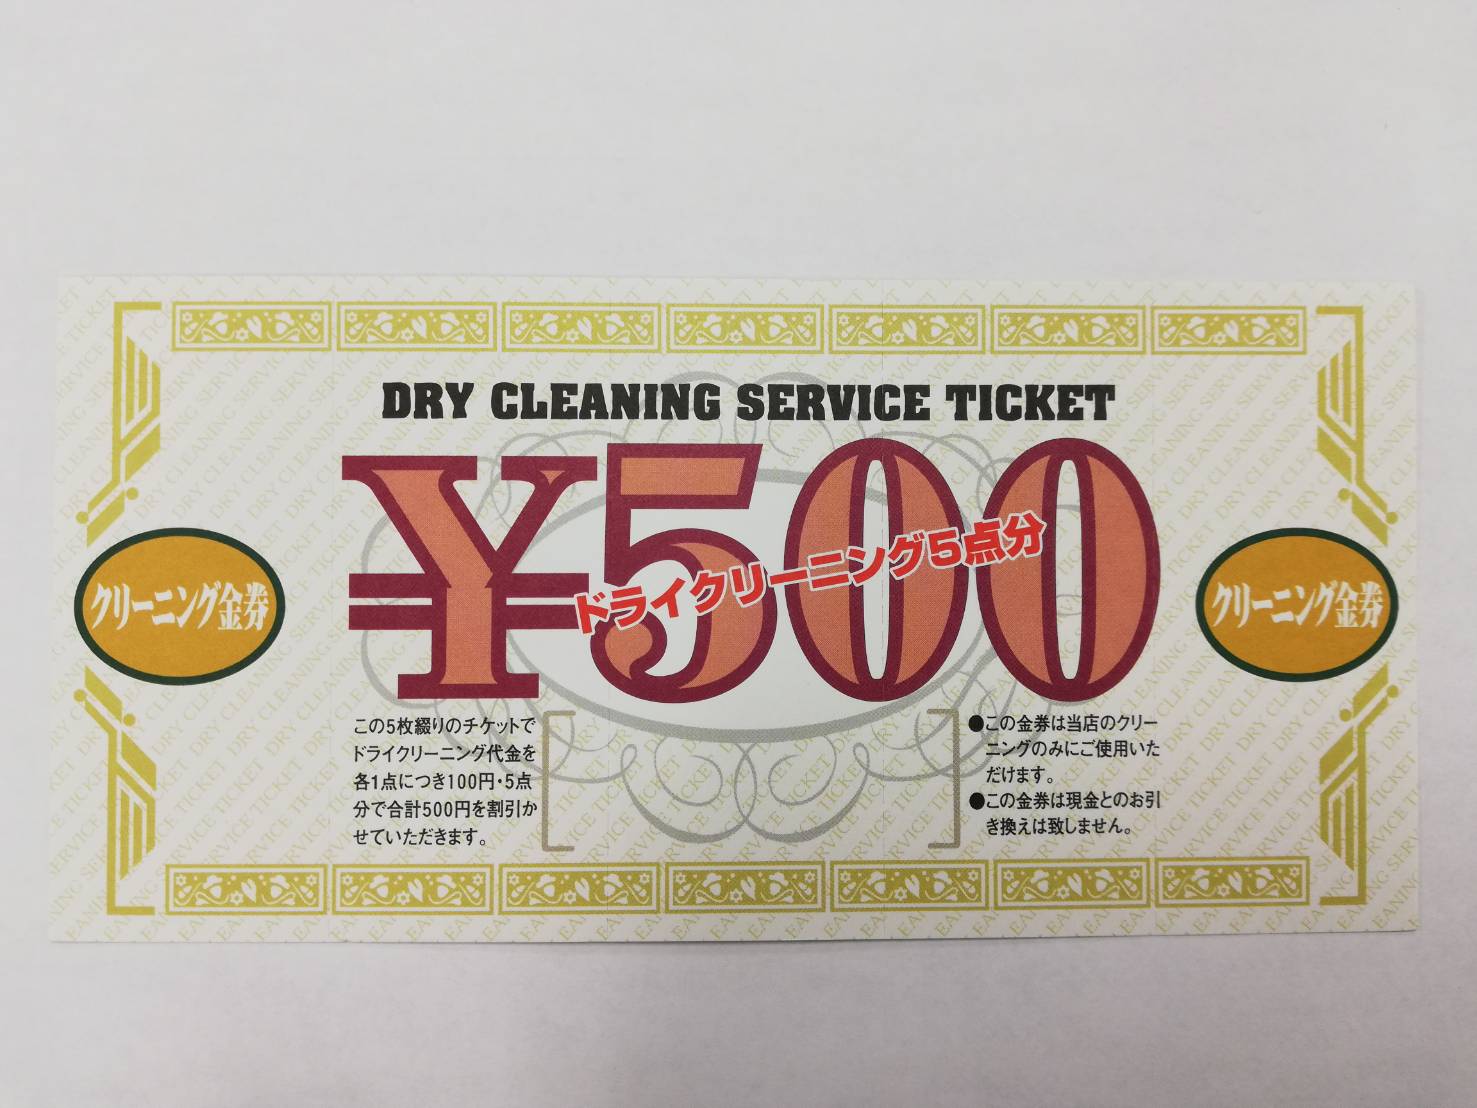 DRY CLEANING SERVICE TICKET
¥500
ドライクリーニング5点分
クリーニング金券
クリーニング金券
この5枚綴りのチケットで
ドライクリーニング代金を
各1点につき100円・5点
分で合計500円を割引か
せていただきます。
●この金券は当店のクリー
ニングのみにご使用いた
だけます。
●この金券は現金とのお引
き換えは致しません。